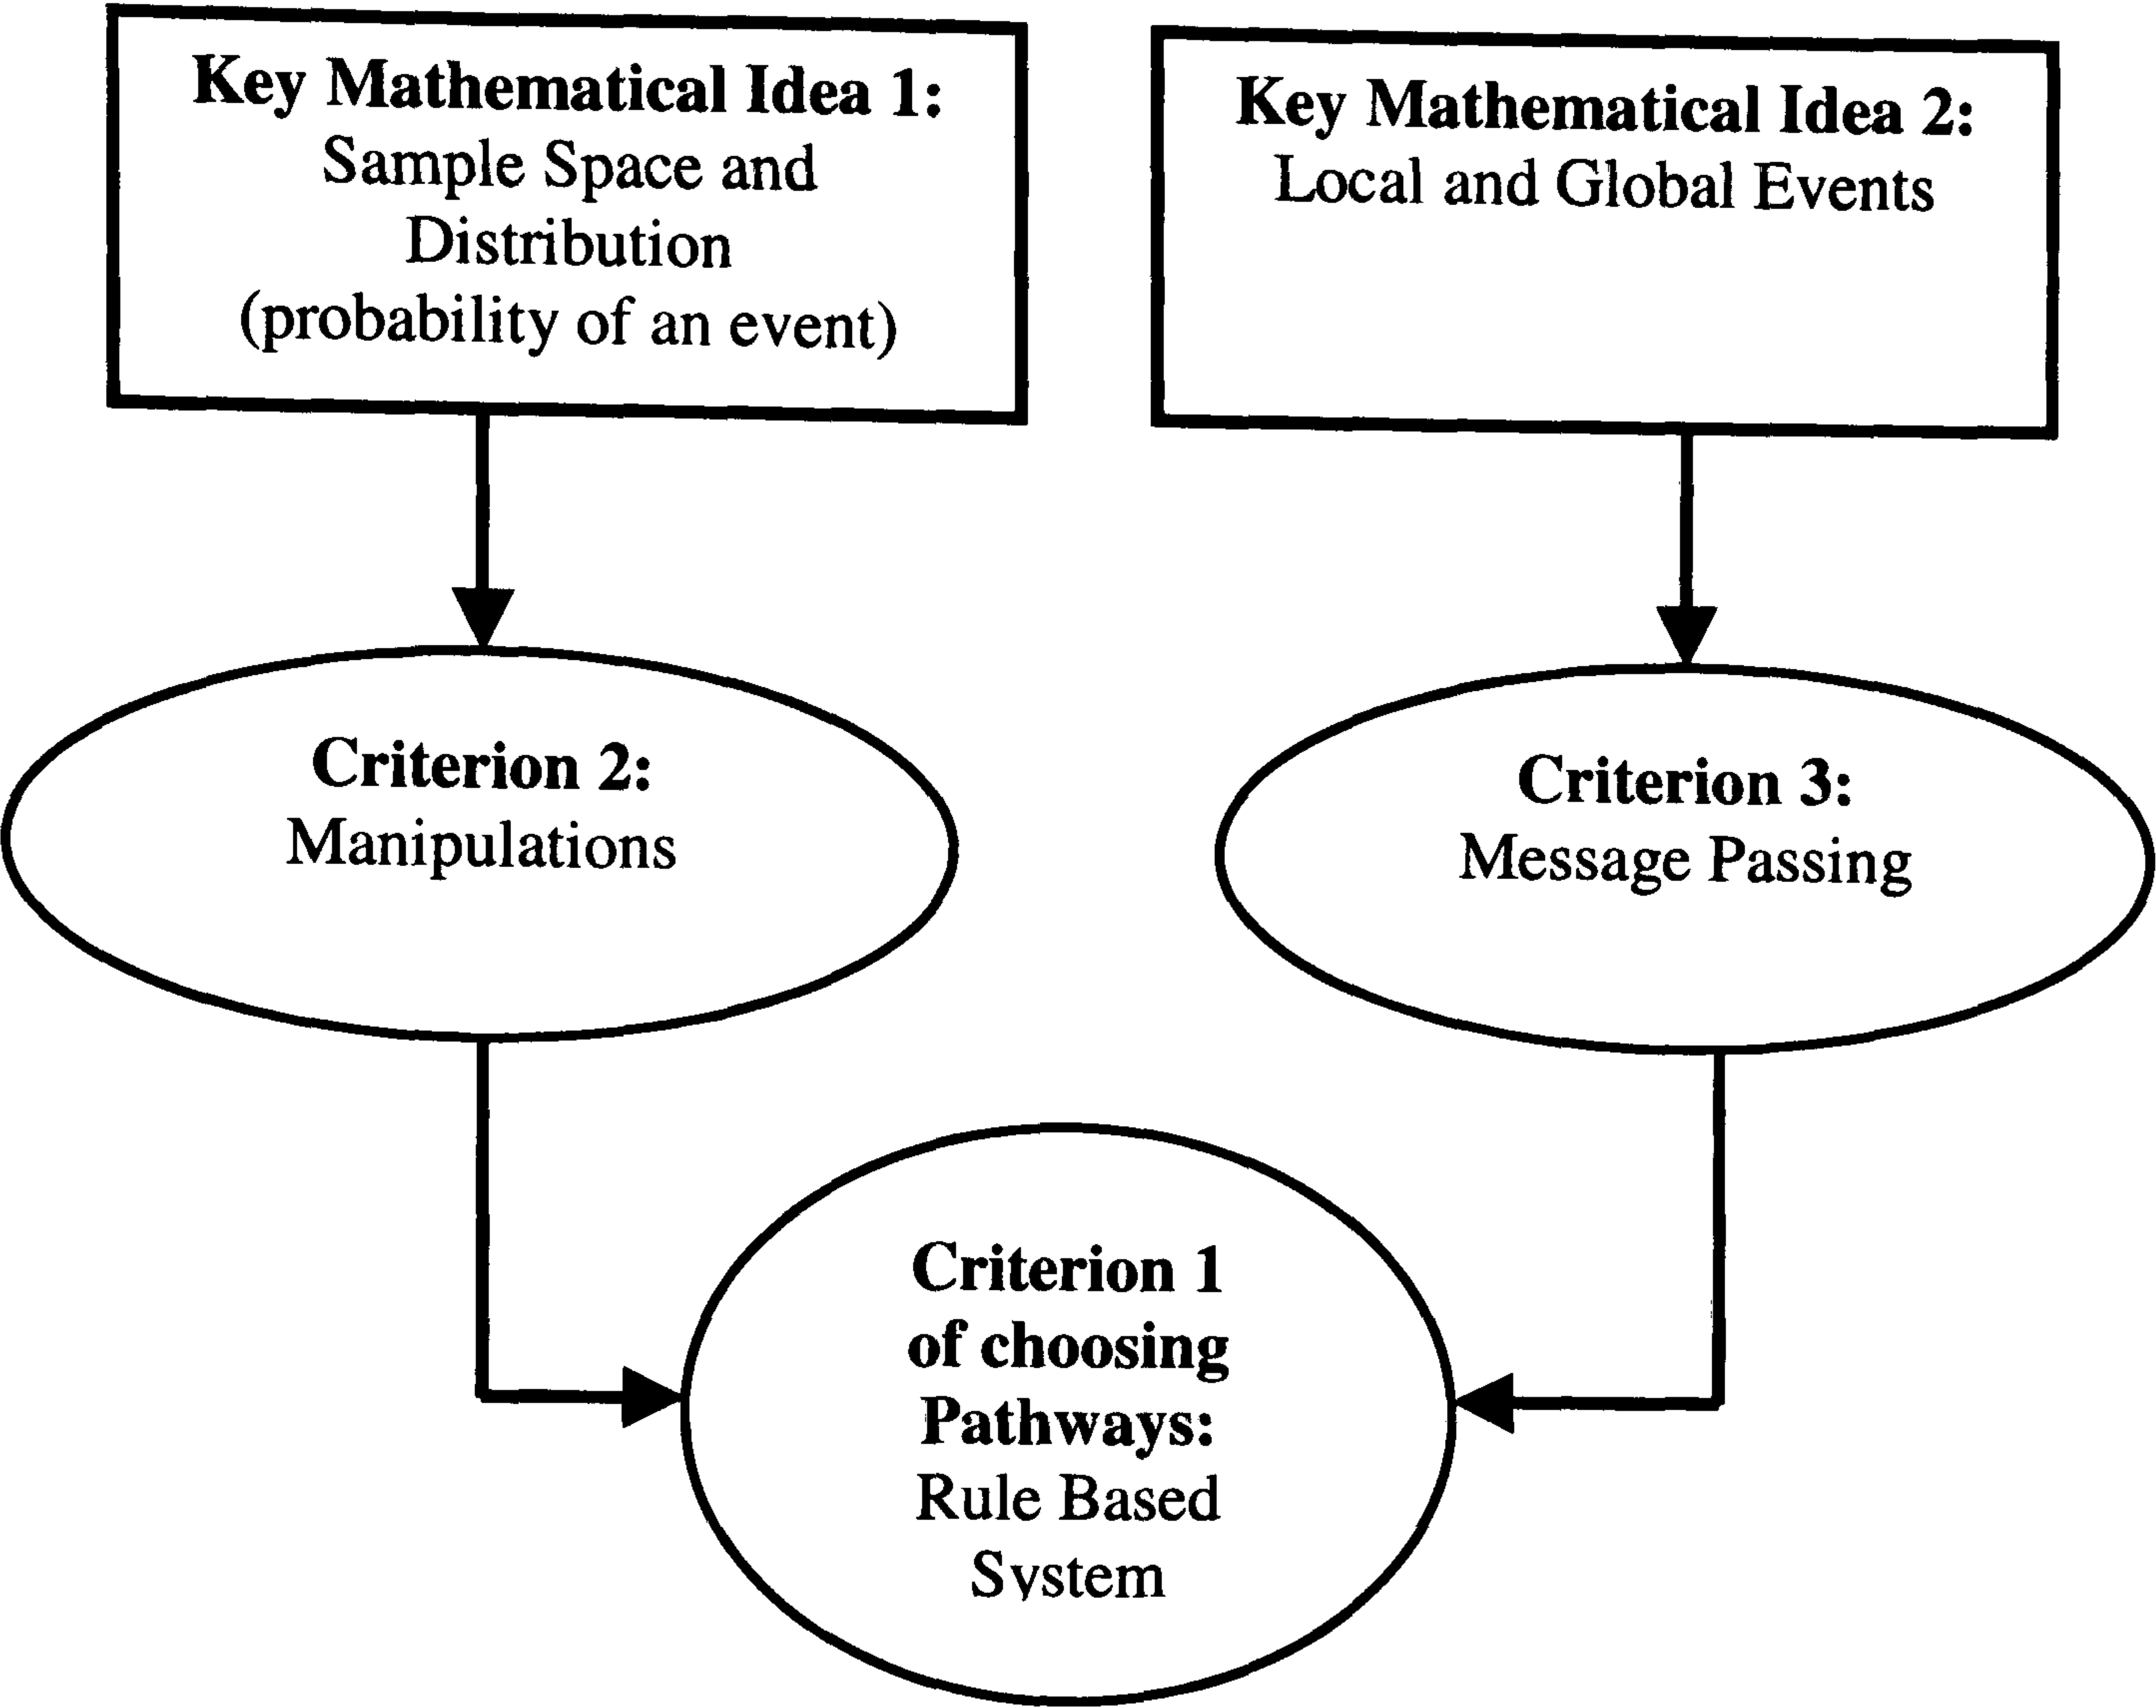 Key Mathematical Idea 1:
Sample Space and
Distribution
(probability of an event)
Key Mathematical Idea 2:
Local and Global Events
Criterion 2:
Manipulations
Criterion 3:
Message Passing
Criterion 1
of choosing
Pathways:
Rule Based
System